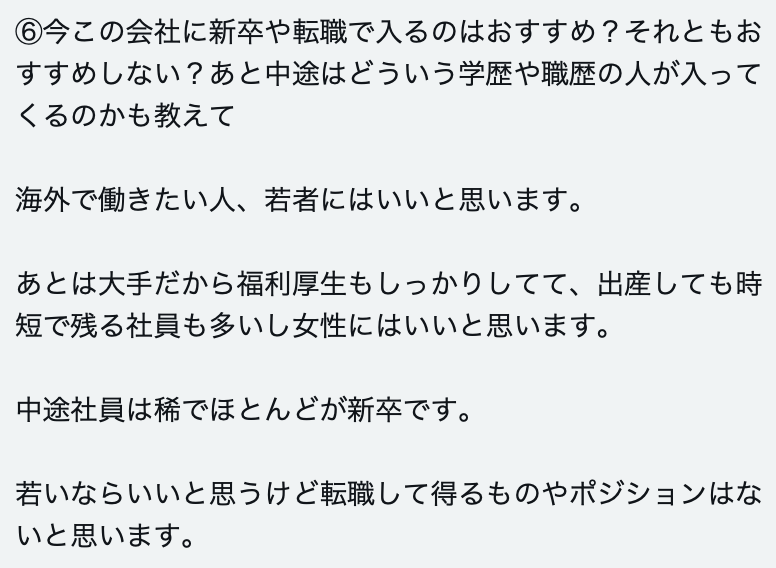 ⑥今この会社に新卒や転職で入るのはおすすめ？それともお
すすめしない？あと中途はどういう学歴や職歴の人が入って
くるのかも教えて
海外で働きたい人、若者にはいいと思います。
あとは大手だから福利厚生もしっかりしてて、出産しても時
短で残る社員も多いし女性にはいいと思います。
中途社員は稀でほとんどが新卒です。
若いならいいと思うけど転職して得るものやポジションはな
いと思います。